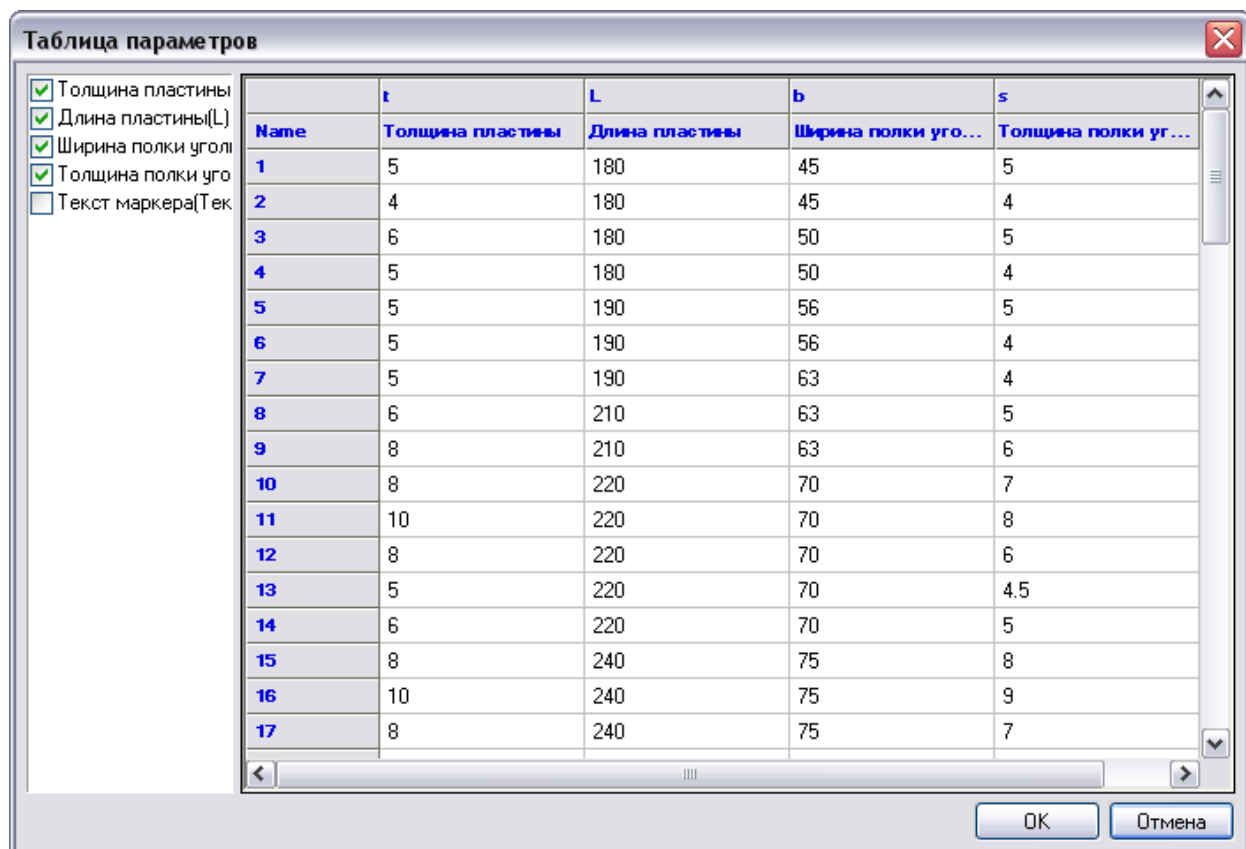 Таблица параметров
Толщина пластины
Длина пластины(L)
Ширина полки угол
Толщина полки уго
Текст маркера(Тек
t L b s
Name Толщина пластины Длина пластины Ширина полки уго... Толщина полки уг...
1 5 180 45 5
2 4 180 45 4
3 6 180 50 5
4 5 180 50 4
5 5 190 56 5
6 5 190 56 4
7 5 190 63 4
8 6 210 63 5
9 8 210 63 6
10 8 220 70 7
11 10 220 70 8
12 8 220 70 6
13 5 220 70 4.5
14 6 220 70 5
15 8 240 75 8
16 10 240 75 9
17 8 240 75 7
OK Отмена